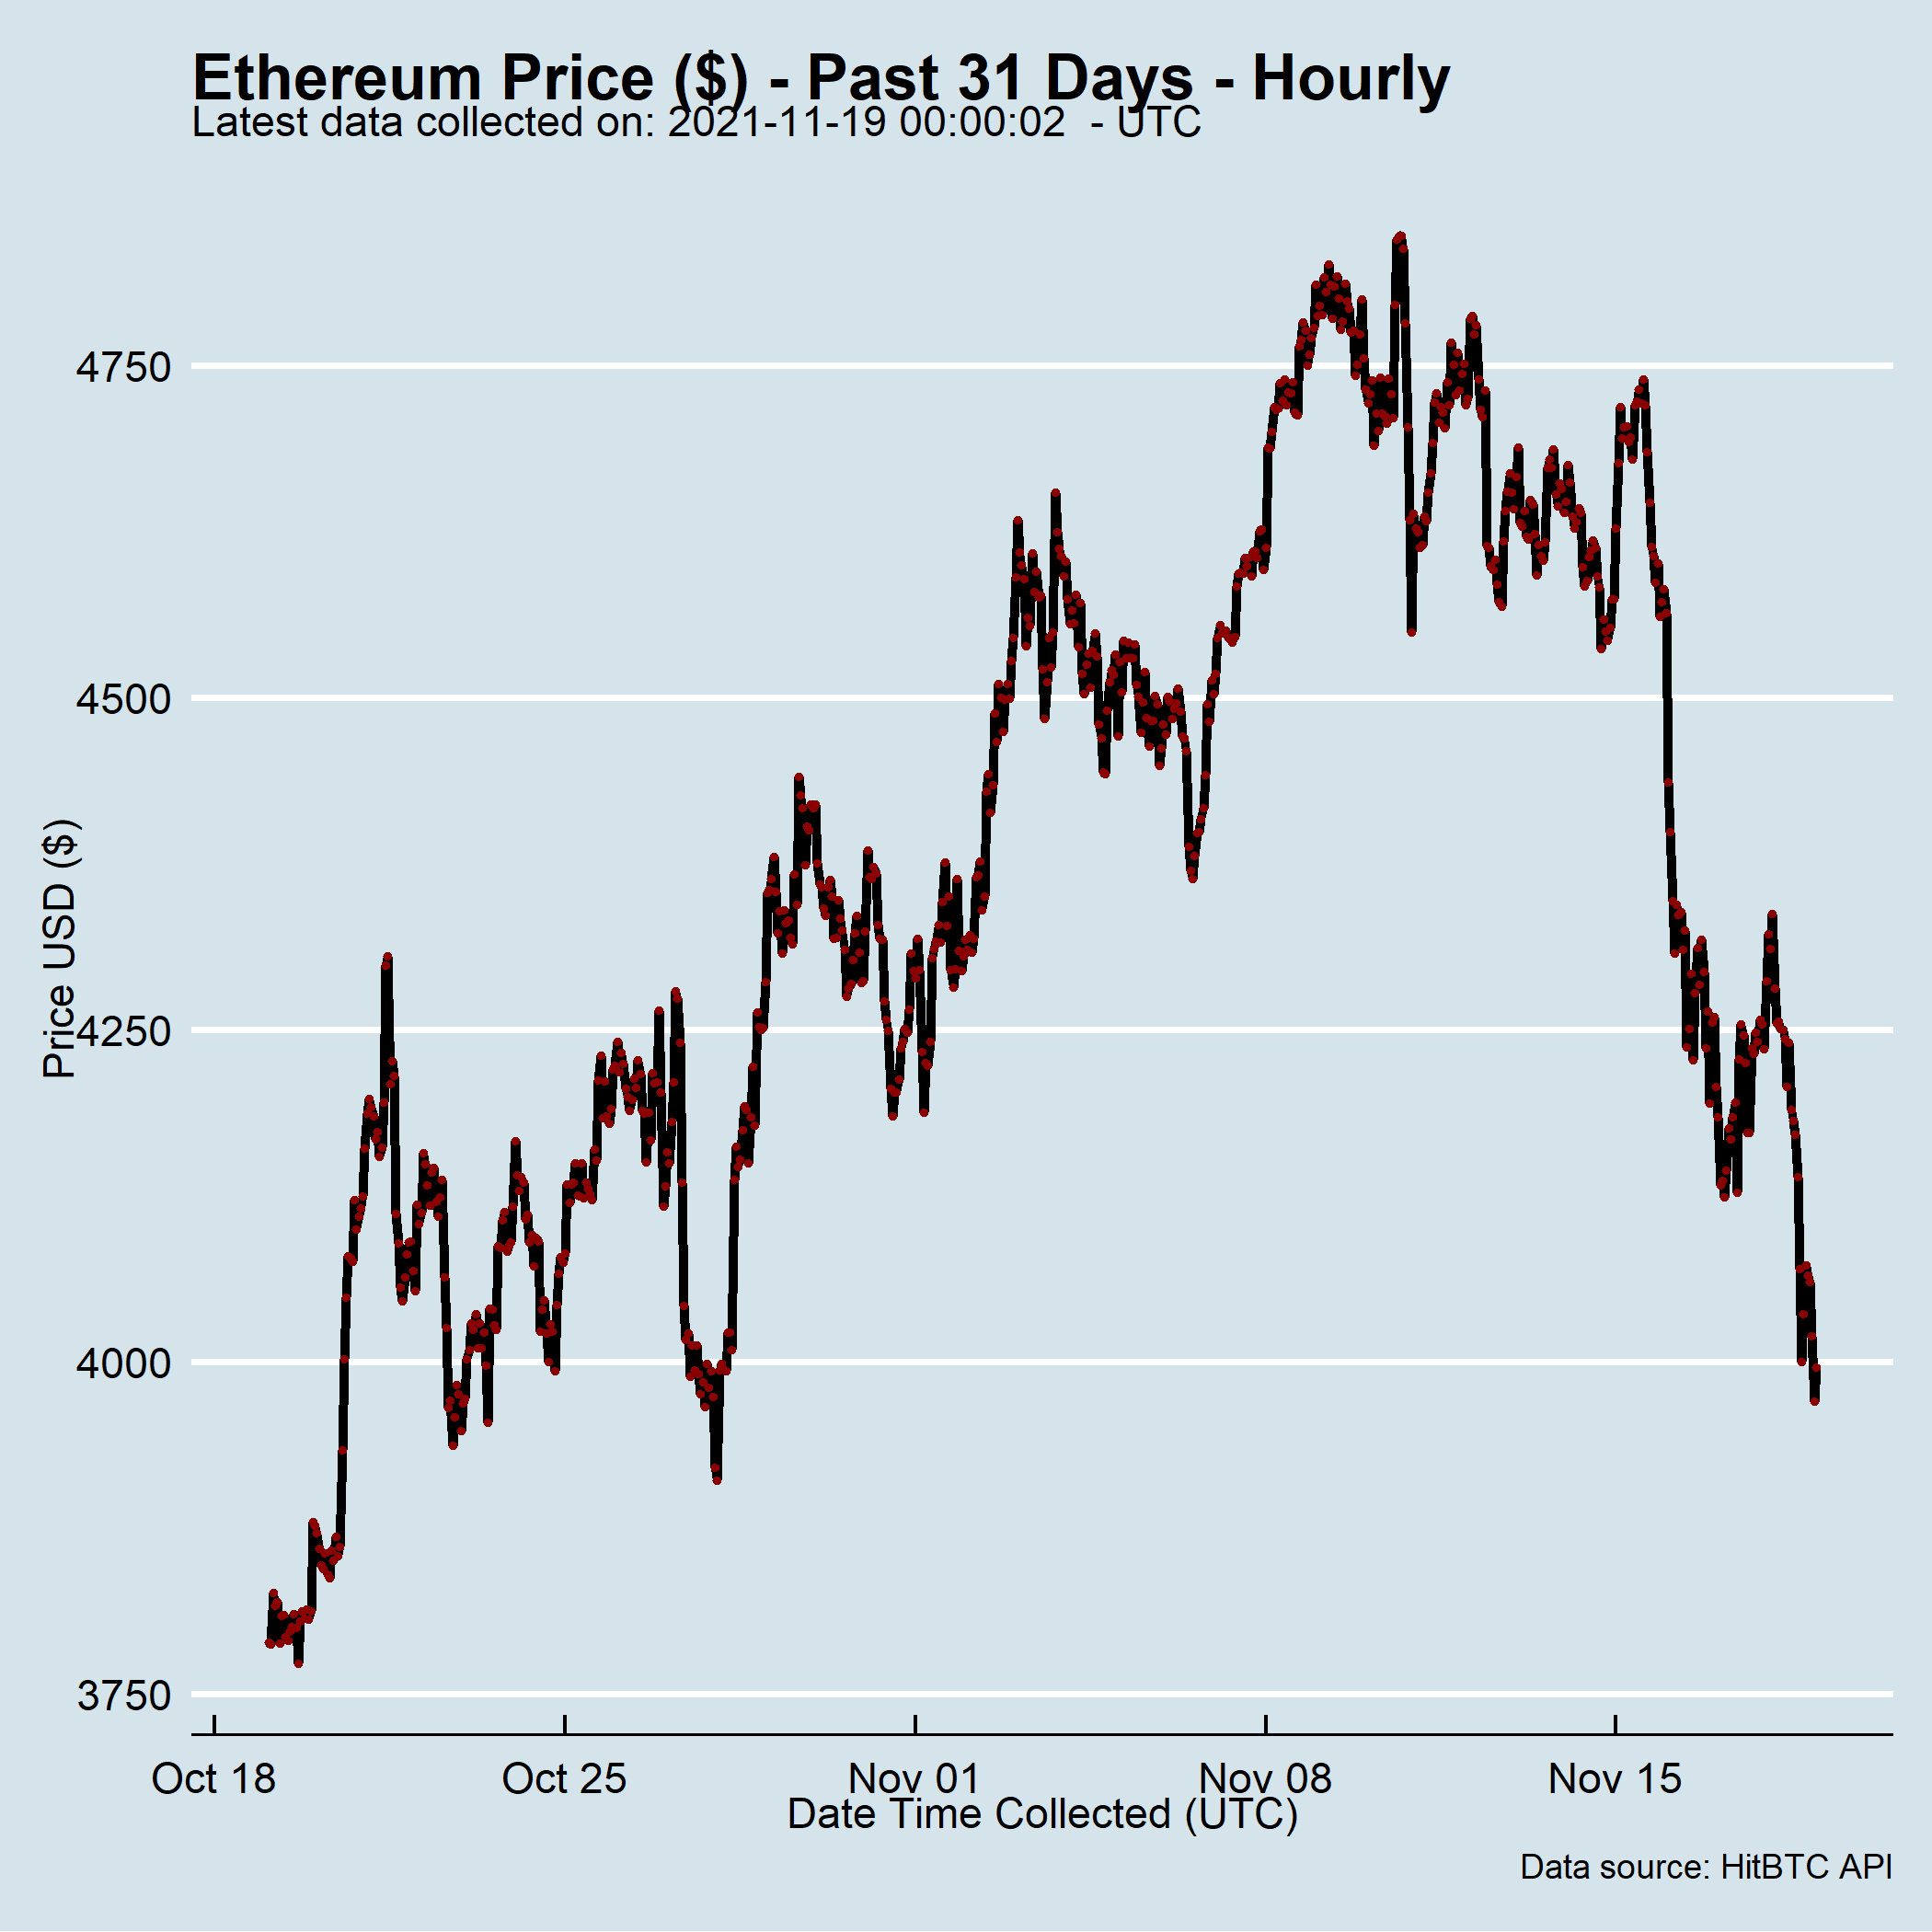 Ethereum Price ($) - Past 31 Days - Hourly
Latest data collected on: 2021-11-19 00:00:02  - UTC
4750
4500
4250
4000
3750
Price USD ($)
Oct 18 Oct 25 Nov 01 Nov 08 Nov 15
Date Time Collected (UTC)
Data source: HitBTC API